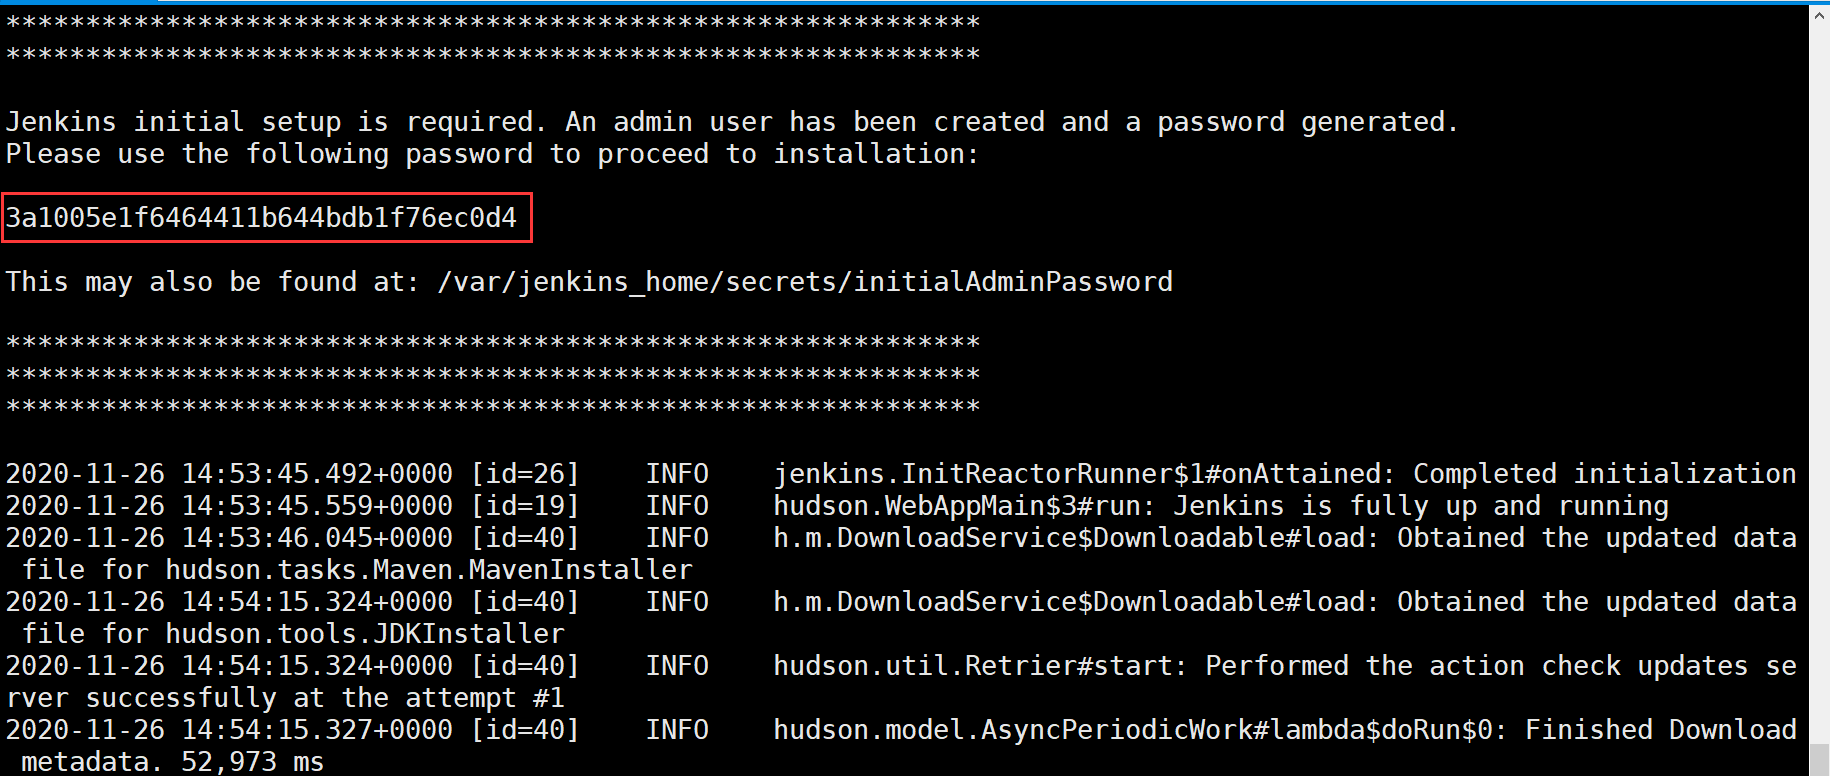 *************************************************************
*************************************************************
Jenkins initial setup is required. An admin user has been created and a password generated.
Please use the following password to proceed to installation:
3a1005e1f6464411b644bdb1f76ec0d4
This may also be found at: /var/jenkins_home/secrets/initialAdminPassword
*************************************************************
*************************************************************
*************************************************************
2020-11-26 14:53:45.492+0000 [id=26]    INFO    jenkins.InitReactorRunner$1#onAttained: Completed initialization
2020-11-26 14:53:45.559+0000 [id=19]    INFO    hudson.WebAppMain$3#run: Jenkins is fully up and running
2020-11-26 14:53:46.045+0000 [id=40]    INFO    h.m.DownloadService$Downloadable#load: Obtained the updated data
 file for hudson.tasks.Maven.MavenInstaller
2020-11-26 14:54:15.324+0000 [id=40]    INFO    h.m.DownloadService$Downloadable#load: Obtained the updated data
 file for hudson.tools.JDKInstaller
2020-11-26 14:54:15.324+0000 [id=40]    INFO    hudson.util.Retrier#start: Performed the action check updates se
rver successfully at the attempt #1
2020-11-26 14:54:15.327+0000 [id=40]    INFO    hudson.model.AsyncPeriodicWork#lambda$doRun$0: Finished Download
 metadata. 52,973 ms